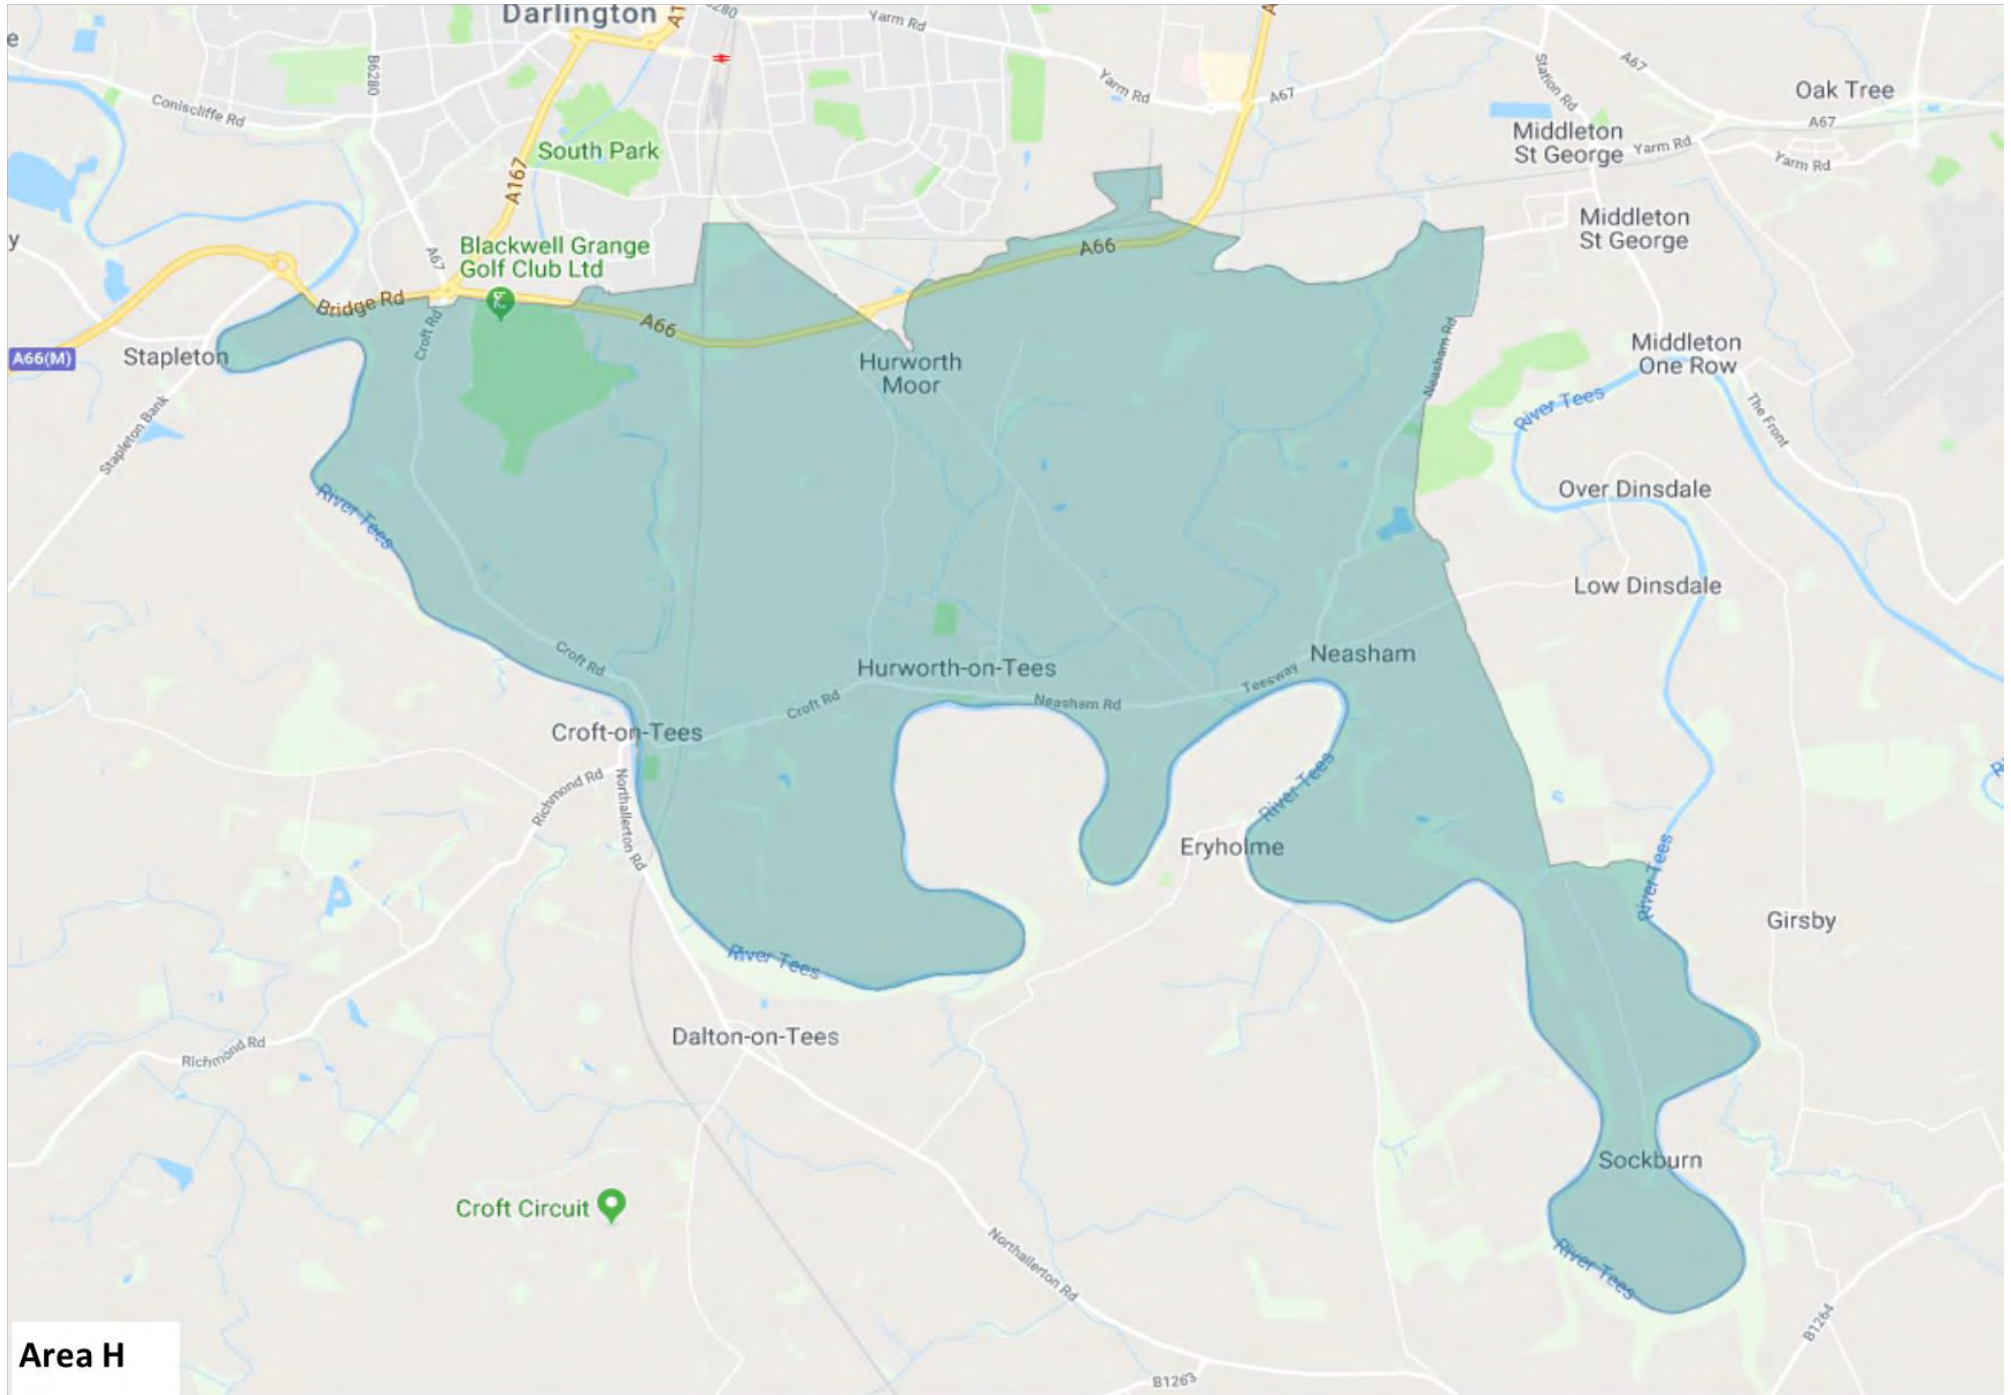 Darlington
A1
B6280
Yarm Rd
A67
Station Rd
Oak Tree
e
B6280
Coniscliffe Rd
Yarm Rd
A67
A67
Middleton
St George
Yarm Rd
Yarm Rd
South Park
A167
Middleton
St George
y
A67
Blackwell Grange
Golf Club Ltd
A66
Bridge Rd
Croft Rd
A66
A66(M)
Stapleton
Hurworth
Moor
Neasham Rd
Middleton
One Row
River Tees
The Front
Stapleton Bank
River Tees
Over Dinsdale
Low Dinsdale
Croft Rd
Hurworth-on-Tees
Neasham
Teesway
Croft Rd
Neasham Rd
Croft-on-Tees
Richmond Rd
Northallerton Rd
River Tees
Eryholme
River Tees
Girsby
River Tees
Dalton-on-Tees
Richmond Rd
Sockburn
Croft Circuit
Northallerton Rd
River Tees
B1264
B1263
Area H